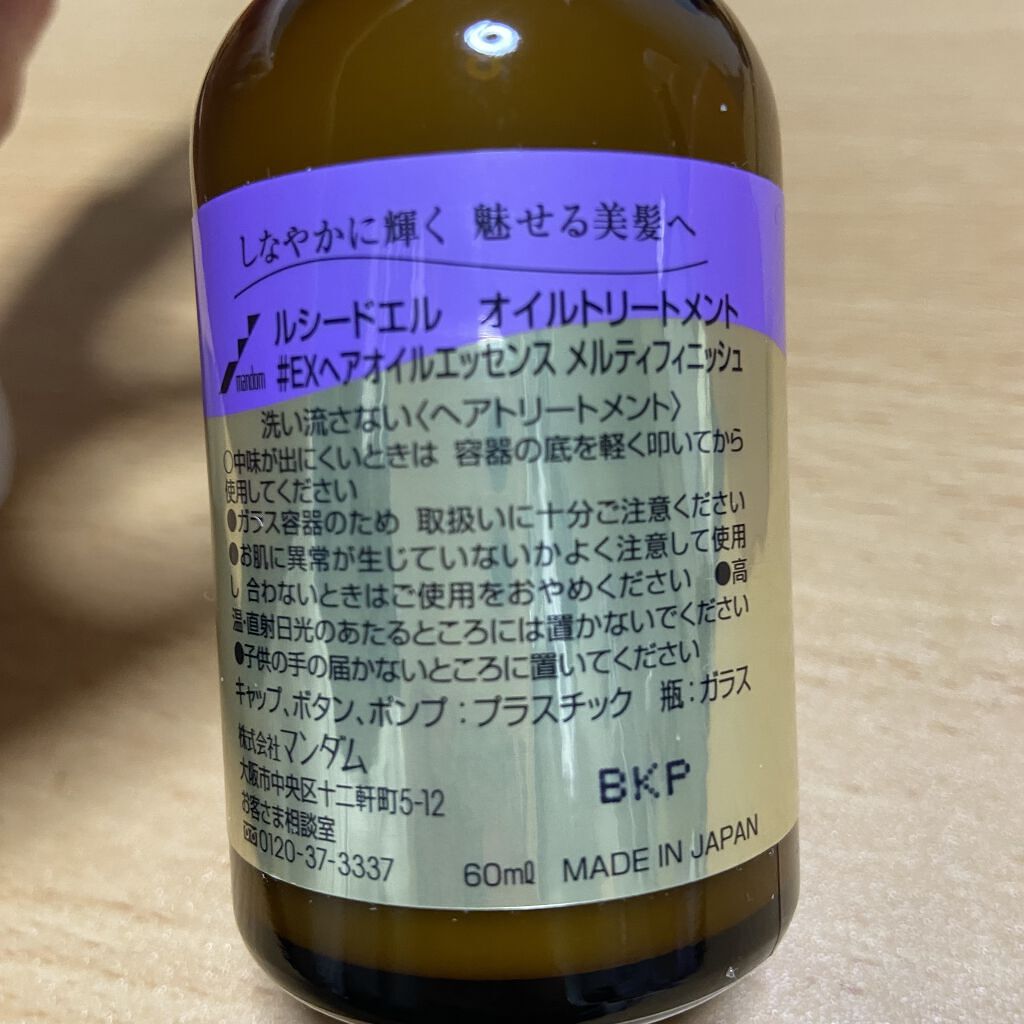 しなやかに輝く 魅せる美髪へ
ルシードエル オイルトリートメント
mandom #EXヘアオイルエッセンス メルティフィニッシュ
洗い流さない〈ヘアトリートメント〉
○中味が出にくいときは 容器の底を軽く叩いてから
使用してください
●ガラス容器のため 取扱いに十分ご注意ください
●お肌に異常が生じていないかよく注意して使用
し 合わないときはご使用をおやめください ●高
温・直射日光のあたるところには置かないでください
●子供の手の届かないところに置いてください
キャップ、ボタン、ポンプ：プラスチック 瓶：ガラス
株式会社マンダム
大阪市中央区十二軒町5-12
BKP
お客さま相談室
0120-37-3337
60mℓ MADE IN JAPAN